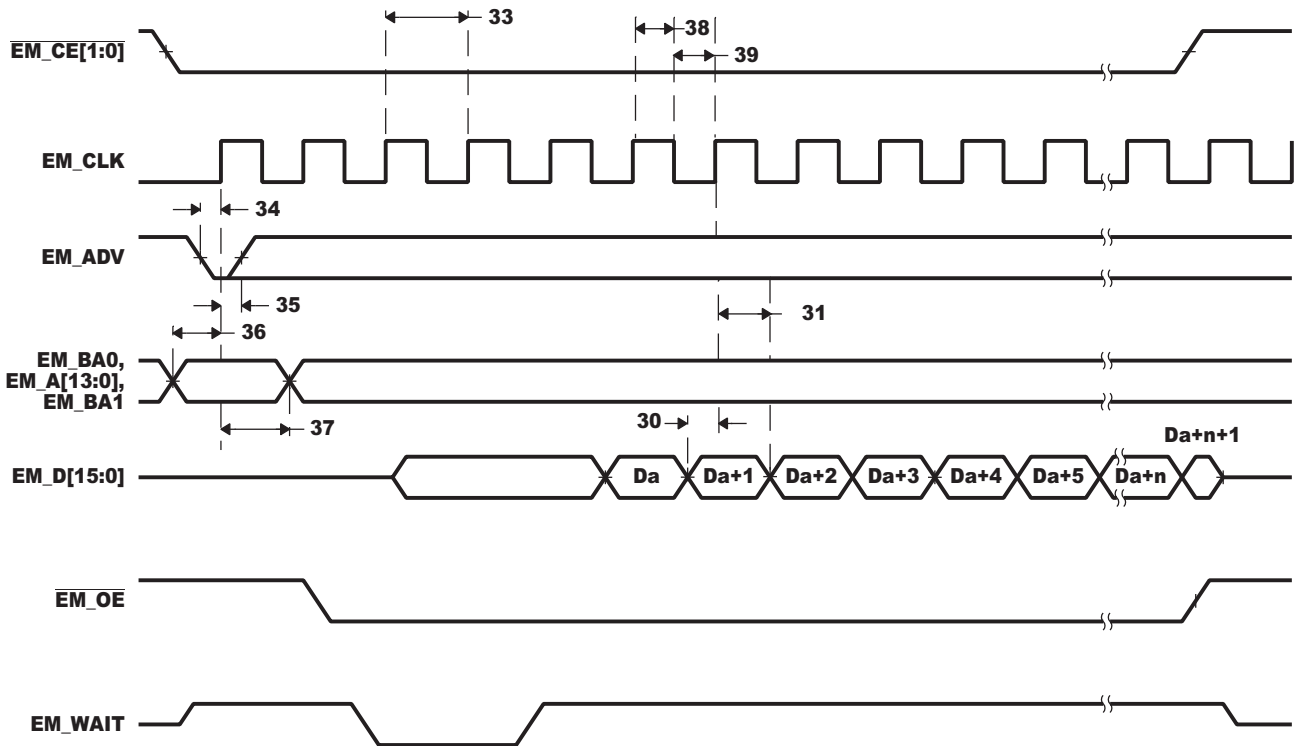 33
38
EM_CE[1:0]
39
EM_CLK
34
EM_ADV
35
31
36
EM_BA0,
EM_A[13:0],
EM_BA1
30
37
Da+n+1
EM_D[15:0]
Da Da+1 Da+2 Da+3 Da+4 Da+5 Da+n
EM_OE
EM_WAIT